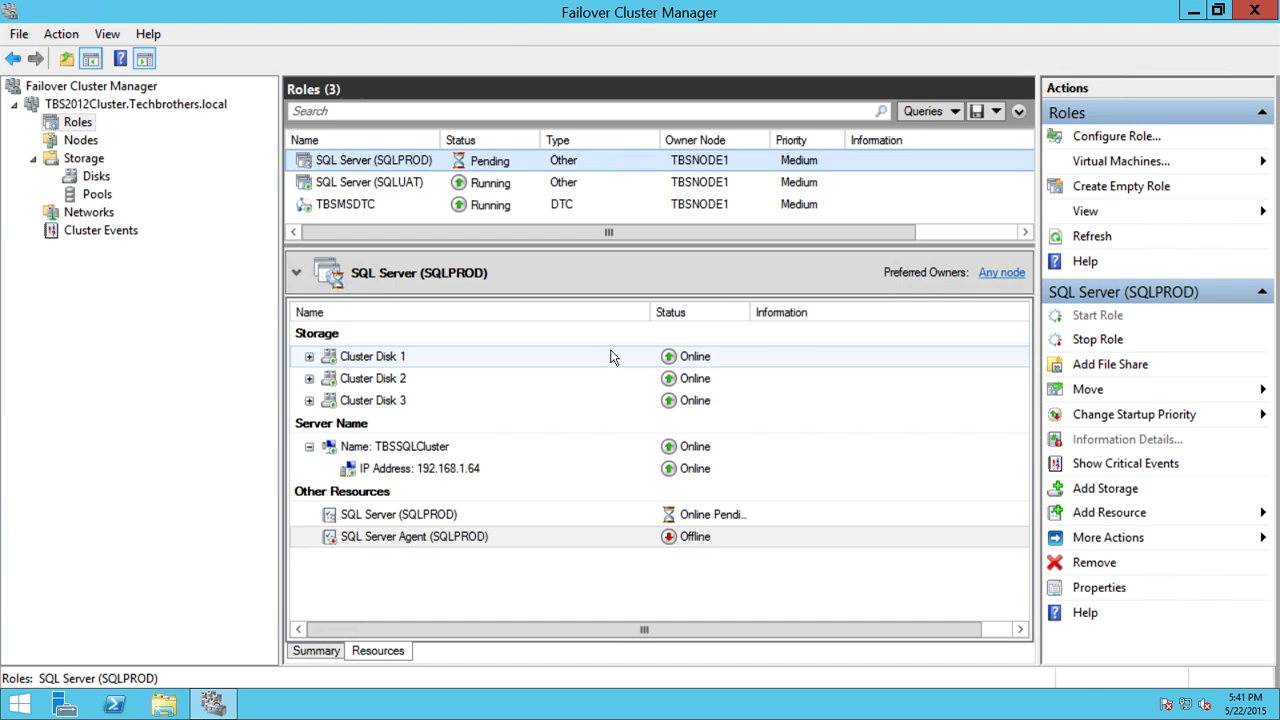 Failover Cluster Manager
File Action View Help
Failover Cluster Manager
TBS2012Cluster.Techbrothers.local
Roles
Nodes
Storage
Disks
Pools
Networks
Cluster Events
Roles (3)
Search
Queries
Name Status Type Owner Node Priority Information
SQL Server (SQLPROD) Pending Other TBSNODE1 Medium
SQL Server (SQLUAT) Running Other TBSNODE1 Medium
TBSMSDTC Running DTC TBSNODE1 Medium
SQL Server (SQLPROD) Preferred Owners: Any node
Name Status Information
Storage
Cluster Disk 1 Online
Cluster Disk 2 Online
Cluster Disk 3 Online
Server Name
Name: TBSSQLCluster Online
IP Address: 192.168.1.64 Online
Other Resources
SQL Server (SQLPROD) Online Pendi...
SQL Server Agent (SQLPROD) Offline
Summary Resources
Actions
Roles
Configure Role...
Virtual Machines...
Create Empty Role
View
Refresh
Help
SQL Server (SQLPROD)
Start Role
Stop Role
Add File Share
Move
Change Startup Priority
Information Details...
Show Critical Events
Add Storage
Add Resource
More Actions
Remove
Properties
Help
Roles: SQL Server (SQLPROD)
5:41 PM
5/22/2015